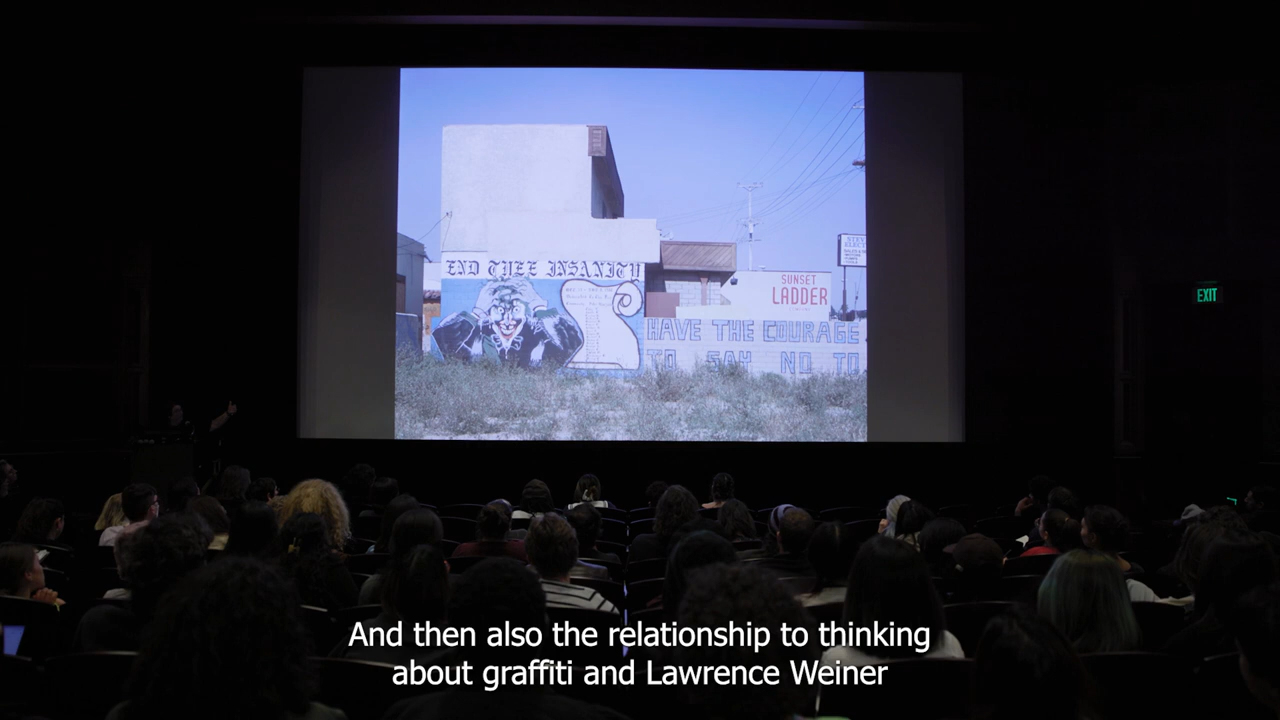 END THEE INSANITY
SUNSET
LADDER
HAVE THE COURAGE
TO SAY NO TO
EXIT
And then also the relationship to thinking
about graffiti and Lawrence Weiner